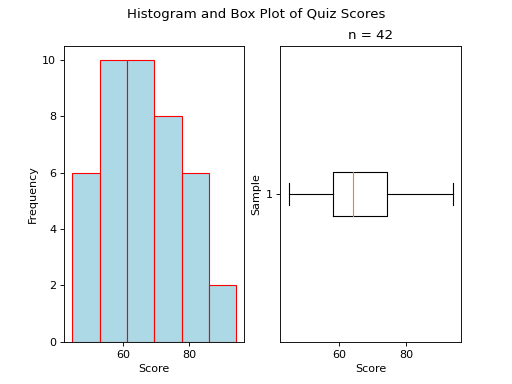 Histogram and Box Plot of Quiz Scores
Frequency
10
8
6
4
2
0
60 80
Score
n = 42
Sample
1
60 80
Score